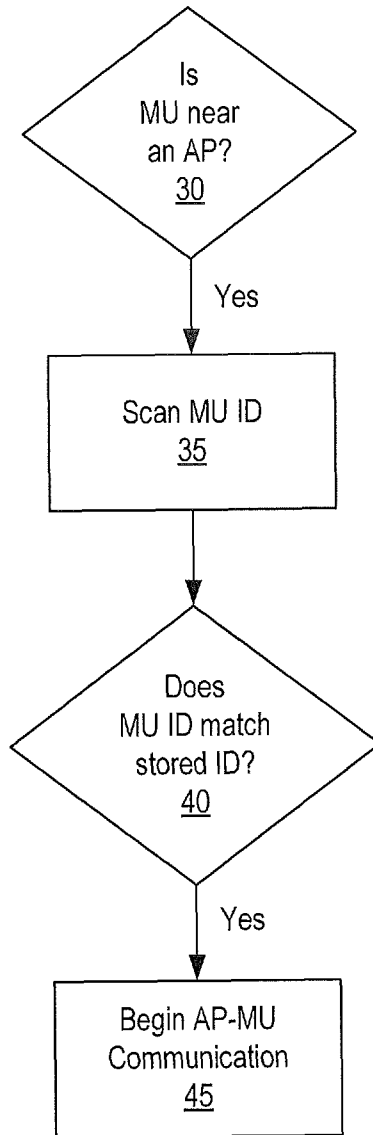 Is
MU near
an AP?
30
Yes
Scan MU ID
35
Does
MU ID match
stored ID?
40
Yes
Begin AP-MU
Communication
45